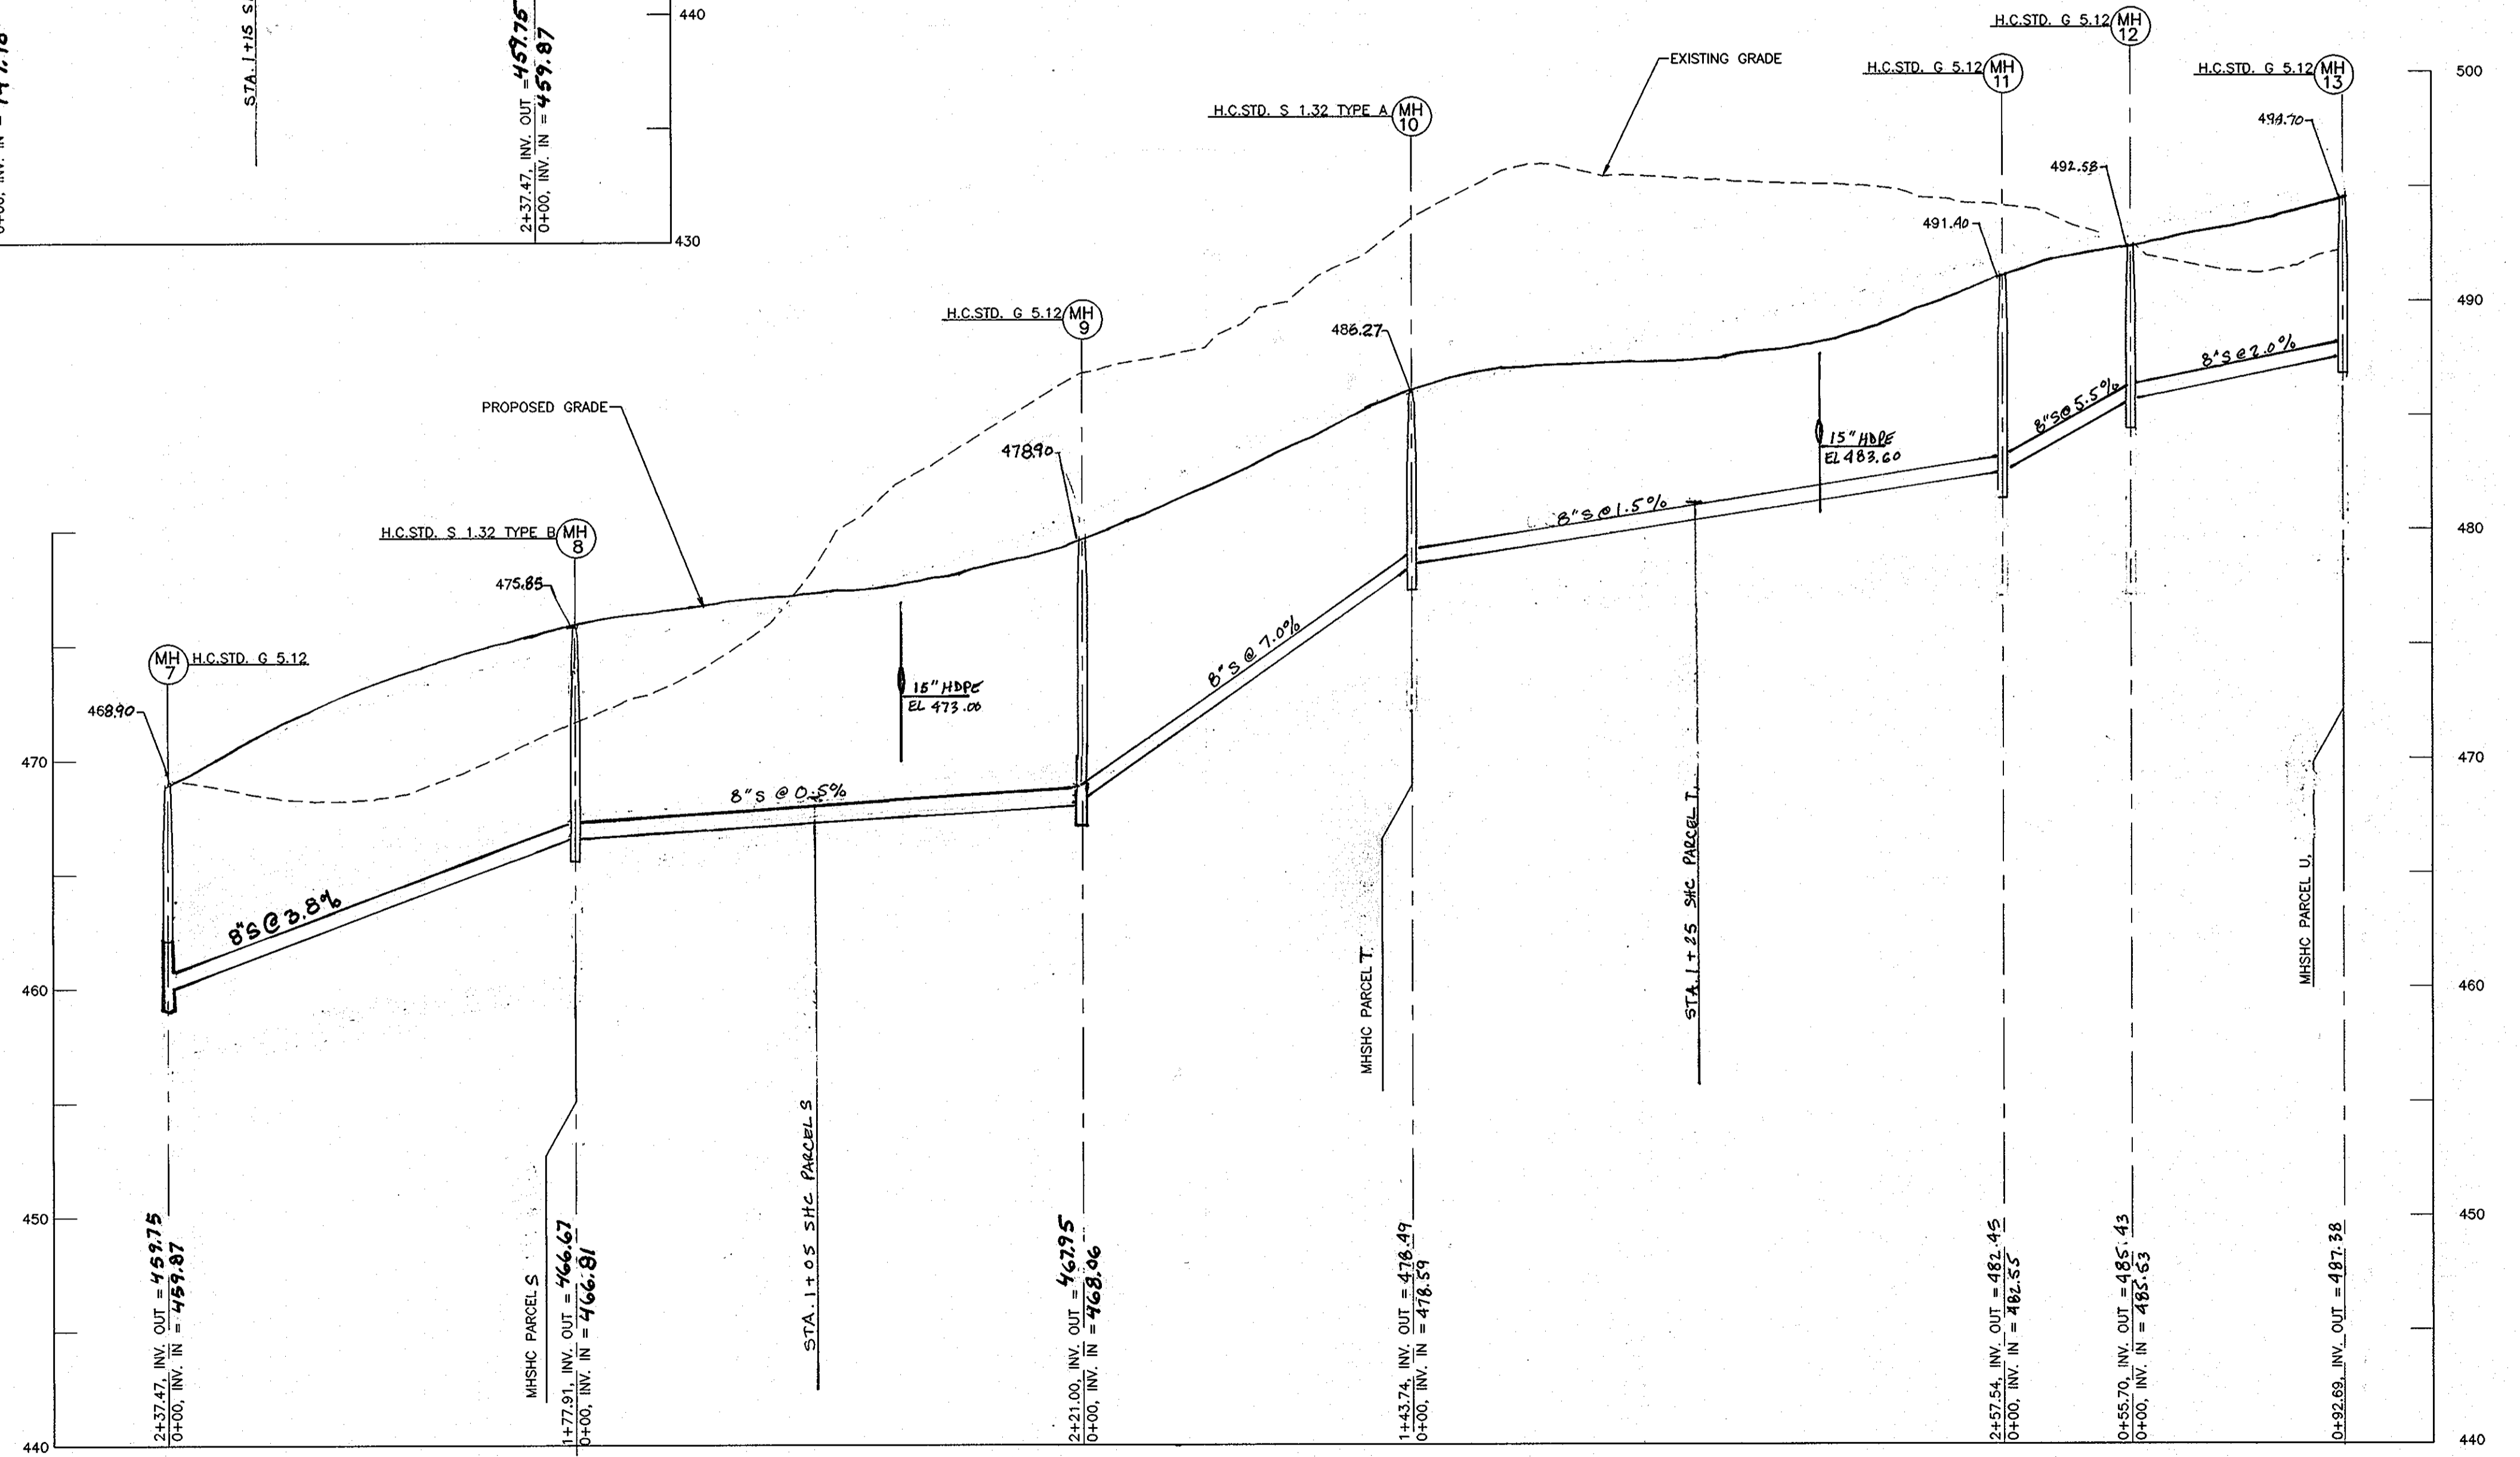 STA. 1+15
2+37.47, INV. OUT = 459.75
0+00, INV. IN = 459.87
440
430
H.C.STD. G 5.12
MH 12
EXISTING GRADE
H.C.STD. G 5.12
MH 11
H.C.STD. G 5.12
MH 13
500
H.C.STD. S 1.32 TYPE A
MH 10
494.70
492.58
491.40
490
H.C.STD. G 5.12
MH 9
486.27
8"S@2.0%
8"S@5.5%
PROPOSED GRADE
478.90
15" HDPE
EL 483.60
8"S@1.5%
480
H.C.STD. S 1.32 TYPE B
MH 8
475.85
8"S @ 7.0%
MH 7
H.C.STD. G 5.12
468.90
15" HDPE
EL 473.00
470
470
8"S @ 0.5%
8"S@3.8%
460
460
MHSHC PARCEL T
STA. 1+25 SHC PARCEL T,
MHSHC PARCEL U,
450
450
MHSHC PARCEL S
STA. 1+05 SHC PARCEL S
2+37.47, INV. OUT = 459.75
0+00, INV. IN = 459.87
1+77.91, INV. OUT = 466.67
0+00, INV. IN = 466.81
2+21.00, INV. OUT = 467.95
0+00, INV. IN = 468.06
1+43.74, INV. OUT = 478.49
0+00, INV. IN = 478.59
2+57.54, INV. OUT = 482.45
0+00, INV. IN = 482.55
0+55.70, INV. OUT = 485.43
0+00, INV. IN = 485.53
0+92.69, INV. OUT = 487.38
440
440